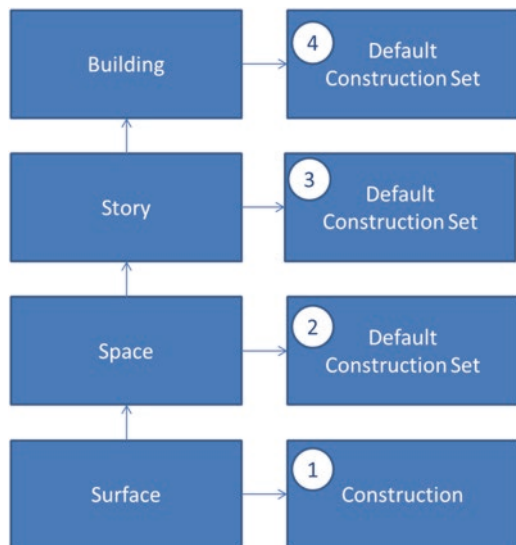 Building
4
Default
Construction Set
Story
3
Default
Construction Set
Space
2
Default
Construction Set
Surface
1
Construction